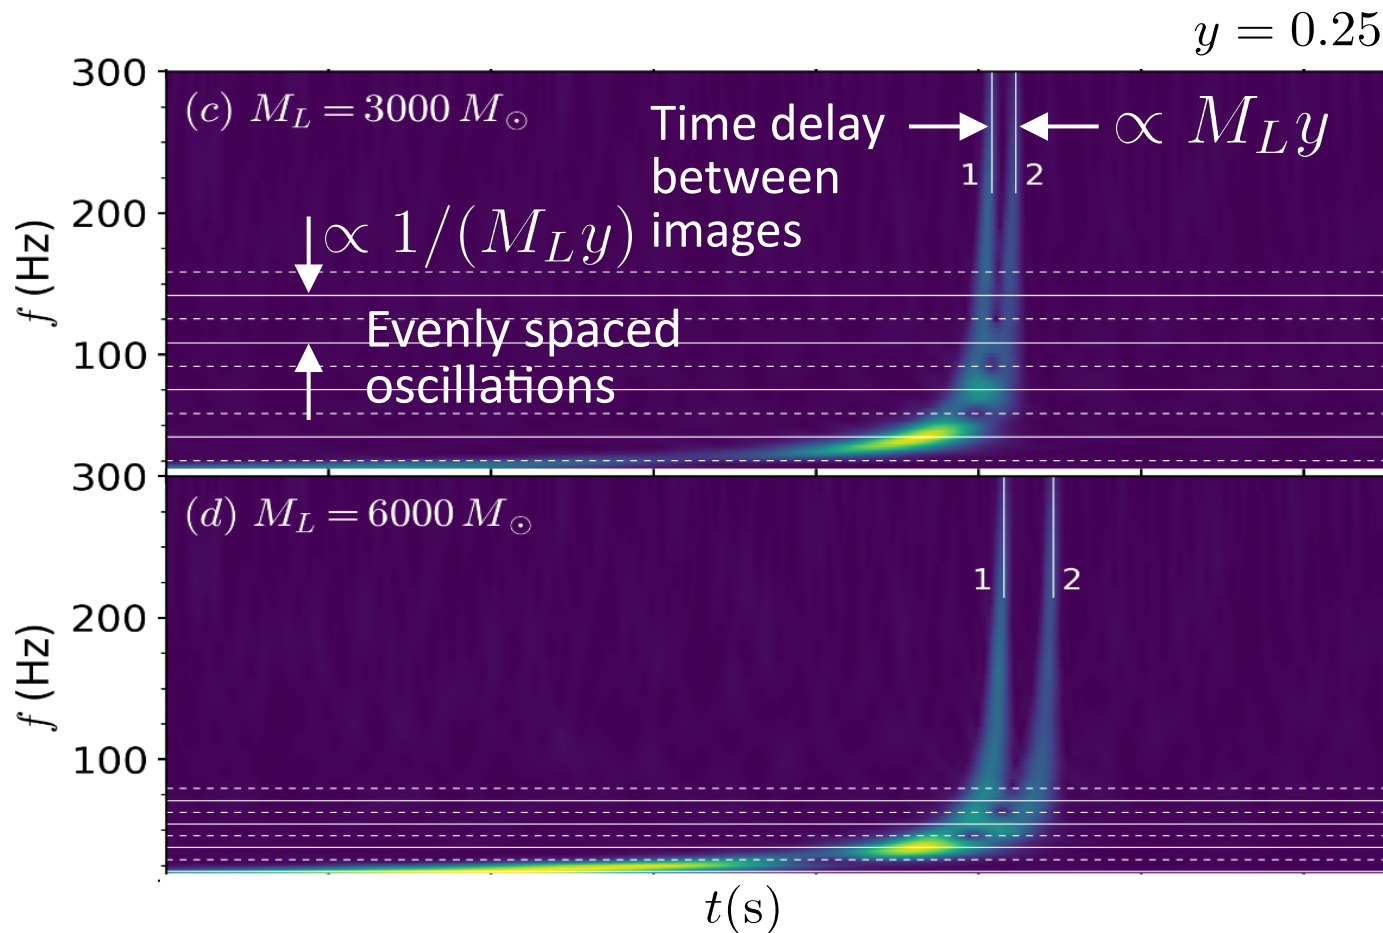 y = 0.25
300
(c) M_L = 3000 M_⊙
Time delay
between
images
∝ M_L y
1
2
200
∝ 1/(M_L y)
f (Hz)
Evenly spaced
oscillations
100
300
(d) M_L = 6000 M_⊙
1
2
200
f (Hz)
100
t(s)